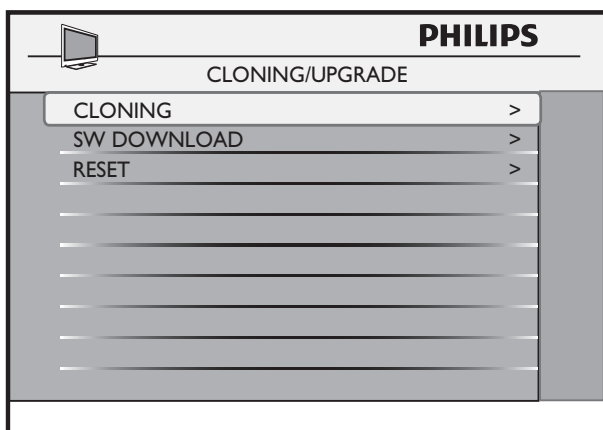 PHILIPS
CLONING/UPGRADE
CLONING >
SW DOWNLOAD >
RESET >